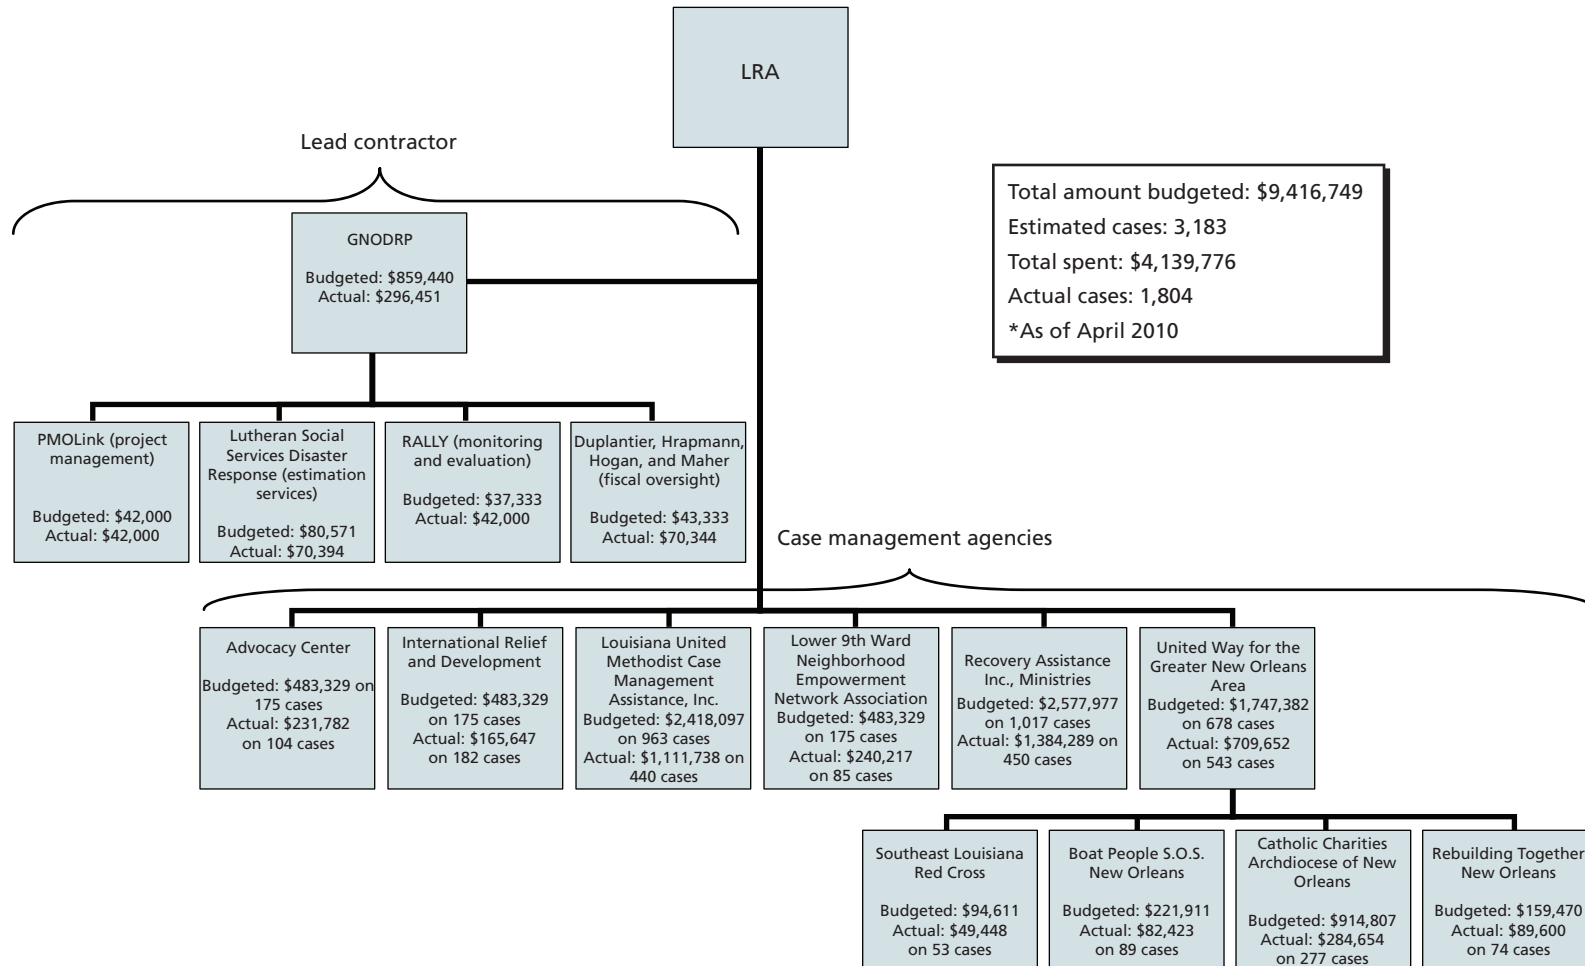 LRA
Lead contractor
Total amount budgeted: $9,416,749
Estimated cases: 3,183
Total spent: $4,139,776
Actual cases: 1,804
*As of April 2010
GNODRP
Budgeted: $859,440
Actual: $296,451
PMOLink (project
management)
Budgeted: $42,000
Actual: $42,000
Lutheran Social
Services Disaster
Response (estimation
services)
Budgeted: $80,571
Actual: $70,394
RALLY (monitoring
and evaluation)
Budgeted: $37,333
Actual: $42,000
Duplantier, Hrapmann,
Hogan, and Maher
(fiscal oversight)
Budgeted: $43,333
Actual: $70,344
Case management agencies
Advocacy Center
Budgeted: $483,329 on
175 cases
Actual: $231,782
on 104 cases
International Relief
and Development
Budgeted: $483,329
on 175 cases
Actual: $165,647
on 182 cases
Louisiana United
Methodist Case
Management
Assistance, Inc.
Budgeted: $2,418,097
on 963 cases
Actual: $1,111,738 on
440 cases
Lower 9th Ward
Neighborhood
Empowerment
Network Association
Budgeted: $483,329
on 175 cases
Actual: $240,217
on 85 cases
Recovery Assistance
Inc., Ministries
Budgeted: $2,577,977
on 1,017 cases
Actual: $1,384,289 on
450 cases
United Way for the
Greater New Orleans
Area
Budgeted: $1,747,382
on 678 cases
Actual: $709,652
on 543 cases
Southeast Louisiana
Red Cross
Budgeted: $94,611
Actual: $49,448
on 53 cases
Boat People S.O.S.
New Orleans
Budgeted: $221,911
Actual: $82,423
on 89 cases
Catholic Charities
Archdiocese of New
Orleans
Budgeted: $914,807
Actual: $284,654
on 277 cases
Rebuilding Together
New Orleans
Budgeted: $159,470
Actual: $89,600
on 74 cases